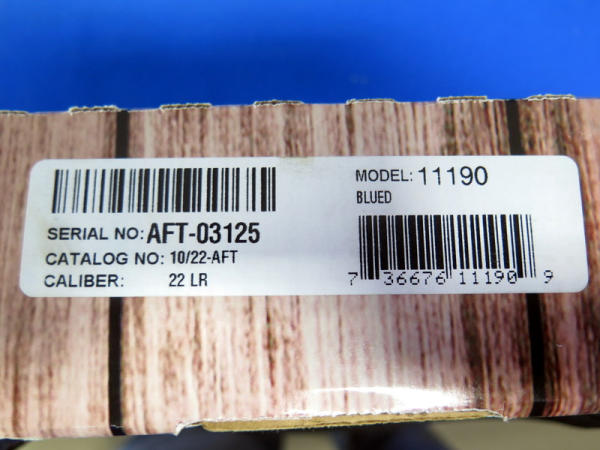 SERIAL NO: AFT-03125
CATALOG NO: 10/22-AFT
CALIBER: 22 LR
MODEL: 11190
BLUED
7 36676 11190 9